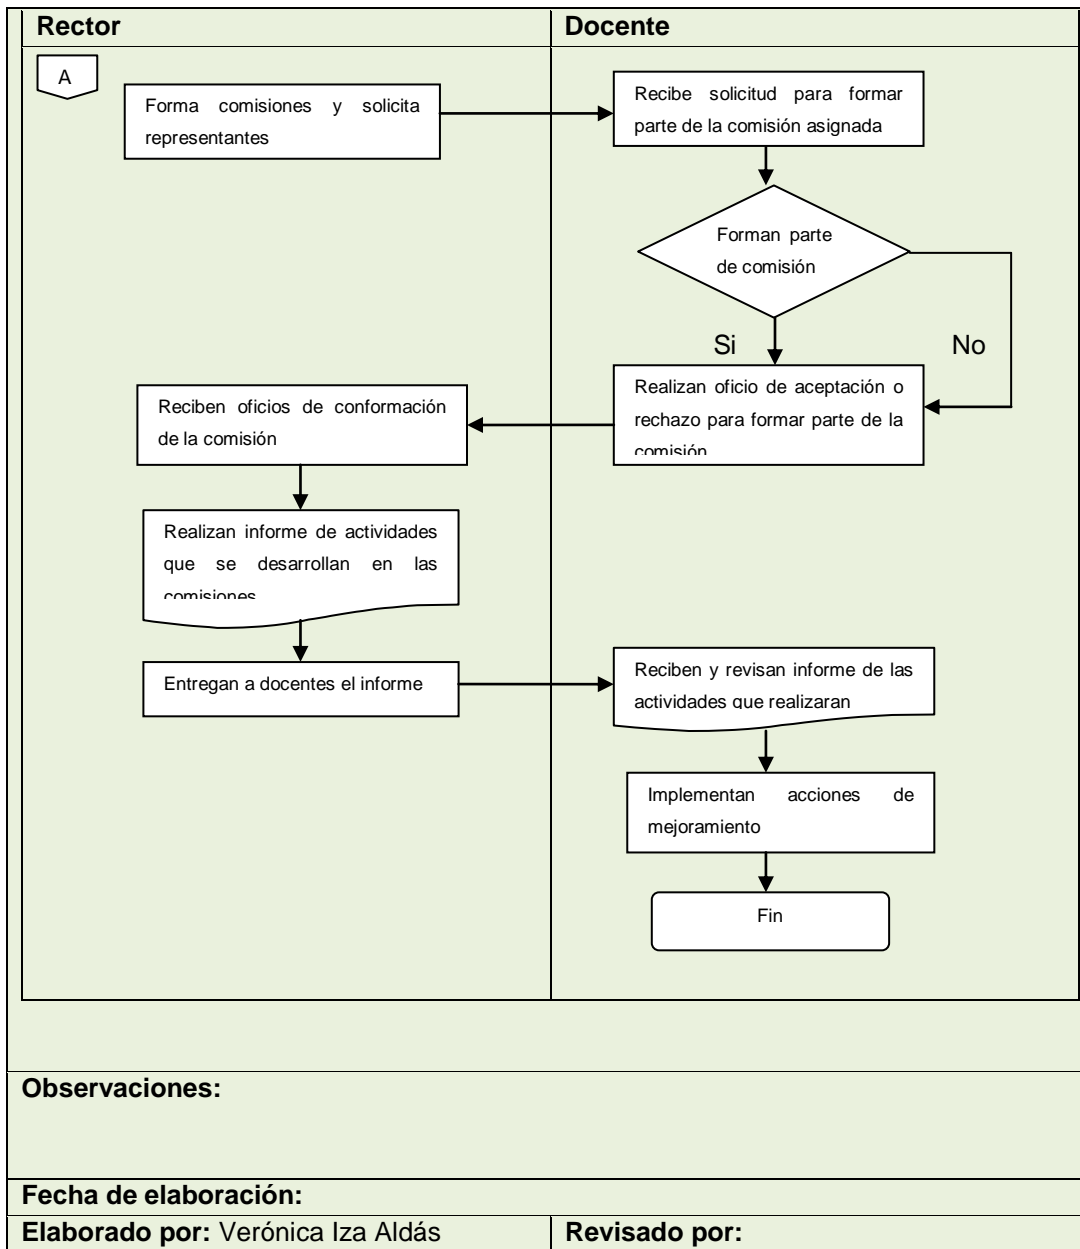 Rector
Docente
A
Forma comisiones y solicita
representantes
Recibe solicitud para formar
parte de la comisión asignada
Forman parte
de comisión
Si
No
Realizan oficio de aceptación o
rechazo para formar parte de la
comisión
Reciben oficios de conformación
de la comisión
Realizan informe de actividades
que se desarrollan en las
comisiones
Entregan a docentes el informe
Reciben y revisan informe de las
actividades que realizaran
Implementan acciones de
mejoramiento
Fin
Observaciones:
Fecha de elaboración:
Elaborado por: Verónica Iza Aldás
Revisado por: